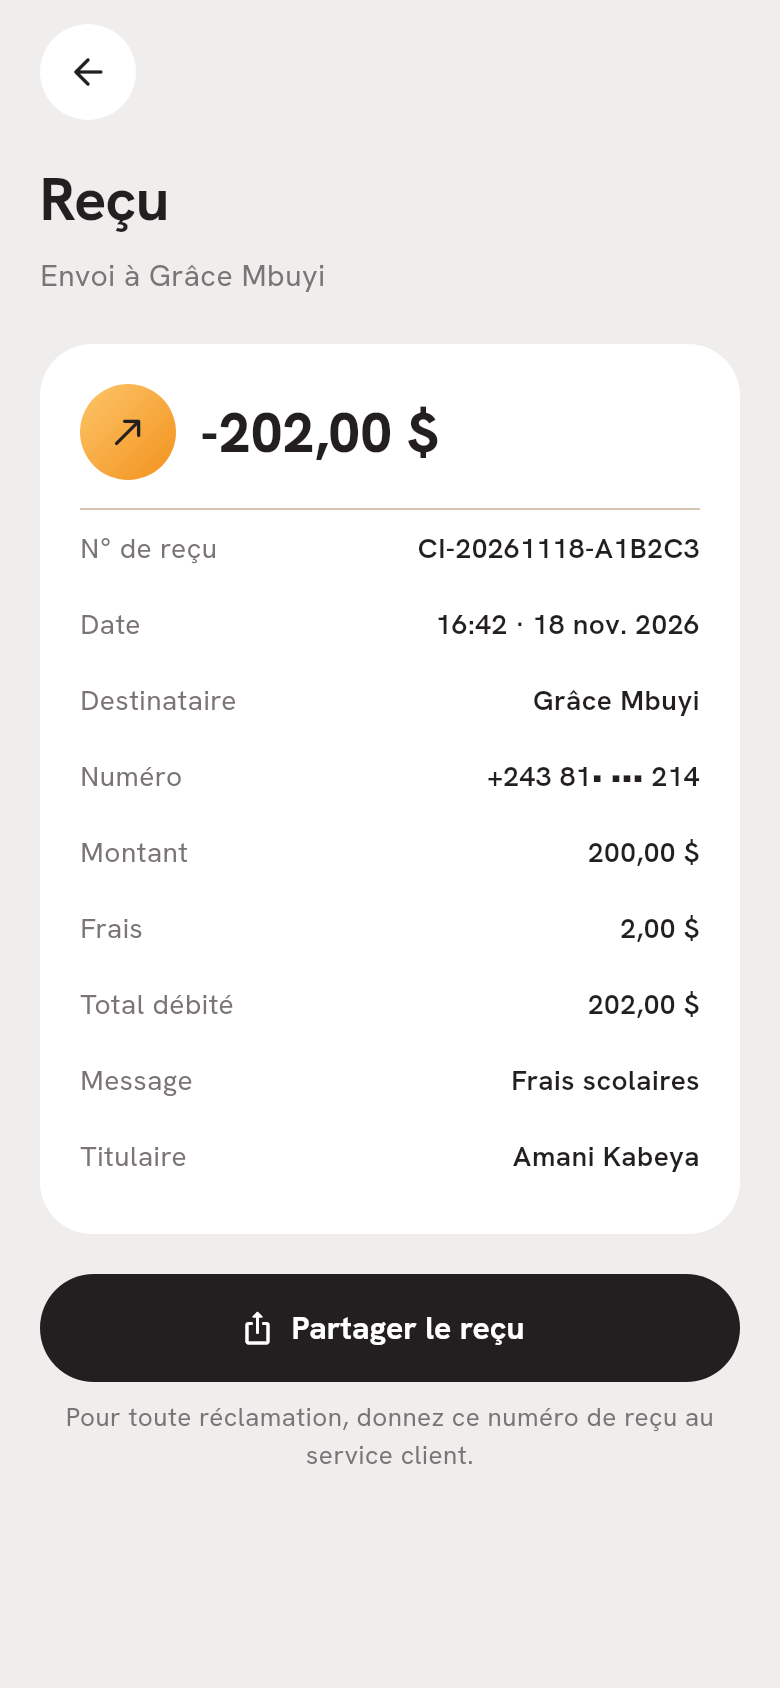 Reçu
Envoi à Grâce Mbuyi
-202,00 $
N° de reçu CI-20261118-A1B2C3
Date 16:42 · 18 nov. 2026
Destinataire Grâce Mbuyi
Numéro +243 81▪ ▪▪▪ 214
Montant 200,00 $
Frais 2,00 $
Total débité 202,00 $
Message Frais scolaires
Titulaire Amani Kabeya
Partager le reçu
Pour toute réclamation, donnez ce numéro de reçu au
service client.